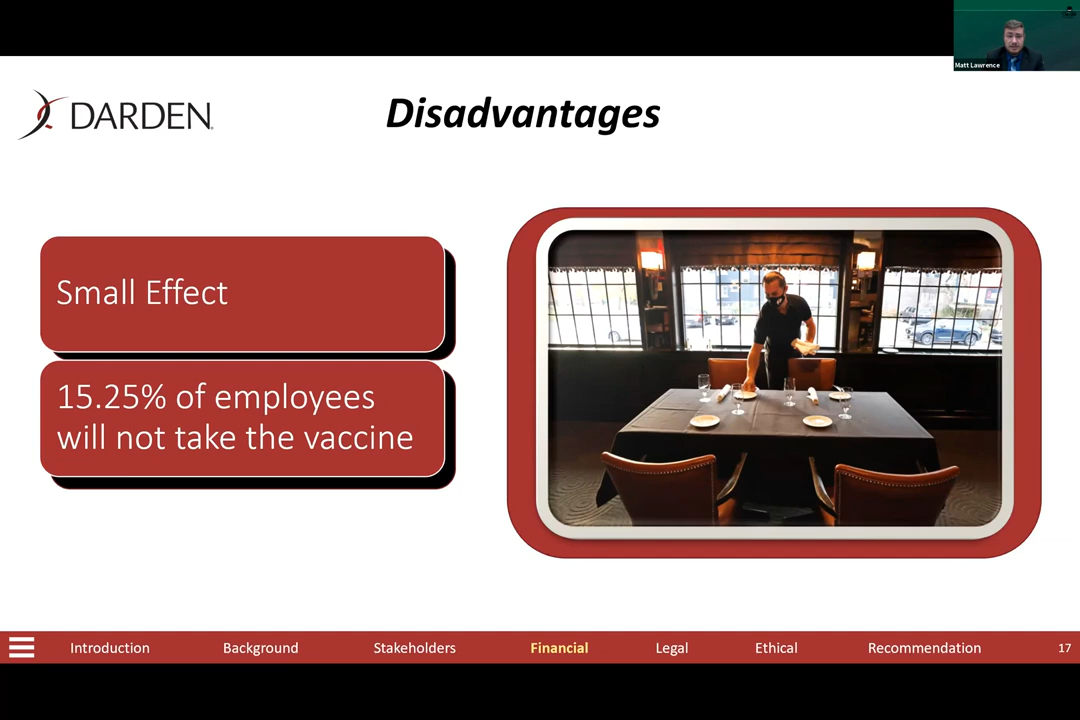 Matt Lawrence
DARDEN
Disadvantages
Small Effect
15.25% of employees
will not take the vaccine
Introduction Background Stakeholders Financial Legal Ethical Recommendation 17